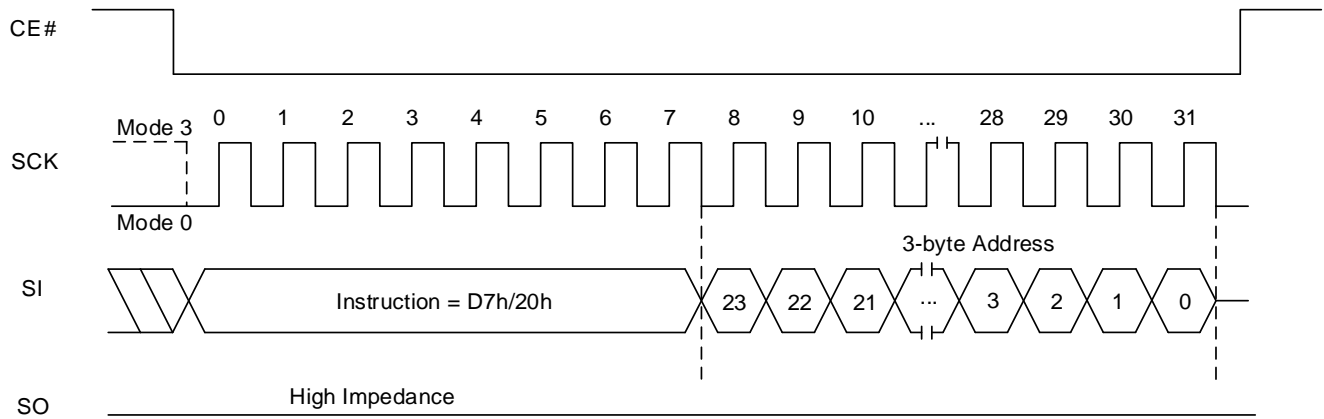 CE#
0 1 2 3 4 5 6 7 8 9 10 ... 28 29 30 31
Mode 3
SCK
Mode 0
3-byte Address
SI
Instruction = D7h/20h 23 22 21 ... 3 2 1 0
High Impedance
SO